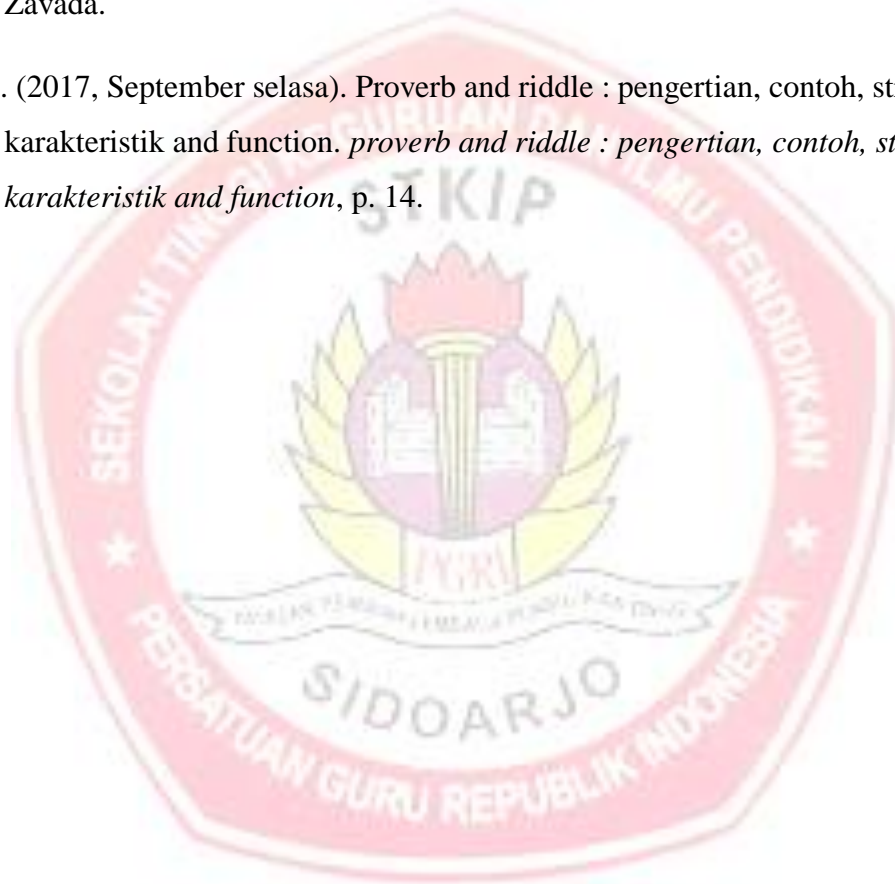 Zavada.
. (2017, September selasa). Proverb and riddle : pengertian, contoh, st
karakteristik and function. proverb and riddle : pengertian, contoh, st
karakteristik and function, p. 14.
SEKOLAH TINGGI KEGURUAN DAN ILMU PENDIDIKAN
STKIP
PGRI
SIDOARJO
PERSATUAN GURU REPUBLIK INDONESIA